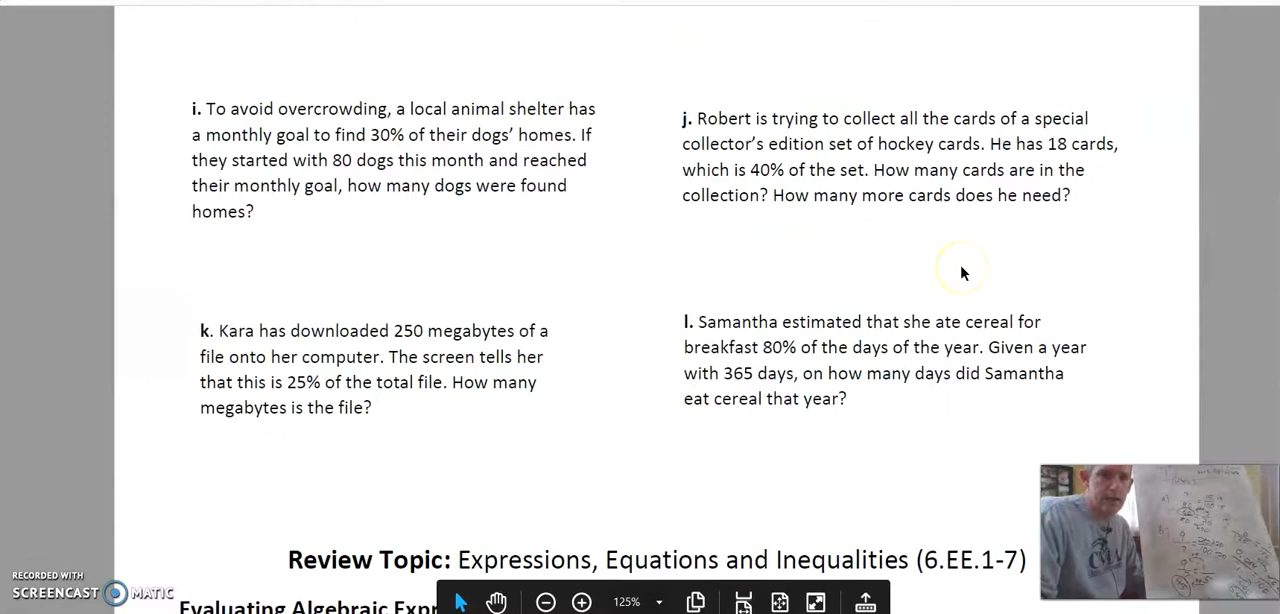 i. To avoid overcrowding, a local animal shelter has
a monthly goal to find 30% of their dogs' homes. If
they started with 80 dogs this month and reached
their monthly goal, how many dogs were found
homes?
j. Robert is trying to collect all the cards of a special
collector's edition set of hockey cards. He has 18 cards,
which is 40% of the set. How many cards are in the
collection? How many more cards does he need?
k. Kara has downloaded 250 megabytes of a
file onto her computer. The screen tells her
that this is 25% of the total file. How many
megabytes is the file?
l. Samantha estimated that she ate cereal for
breakfast 80% of the days of the year. Given a year
with 365 days, on how many days did Samantha
eat cereal that year?
Review Topic: Expressions, Equations and Inequalities (6.EE.1-7)
RECORDED WITH
SCREENCAST MATIC
125%
Evaluating Algebraic